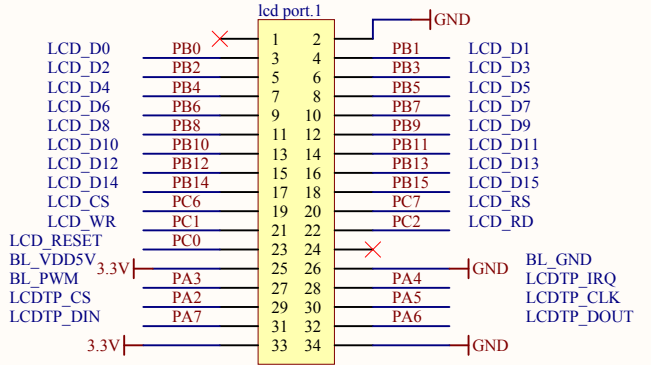 lcd port.1
1 2 GND
LCD_D0 PB0 3 4 PB1 LCD_D1
LCD_D2 PB2 5 6 PB3 LCD_D3
LCD_D4 PB4 7 8 PB5 LCD_D5
LCD_D6 PB6 9 10 PB7 LCD_D7
LCD_D8 PB8 11 12 PB9 LCD_D9
LCD_D10 PB10 13 14 PB11 LCD_D11
LCD_D12 PB12 15 16 PB13 LCD_D13
LCD_D14 PB14 17 18 PB15 LCD_D15
LCD_CS PC6 19 20 PC7 LCD_RS
LCD_WR PC1 21 22 PC2 LCD_RD
LCD_RESET PC0 23 24
BL_VDD5V 3.3V 25 26 GND BL_GND
BL_PWM PA3 27 28 PA4 LCDTP_IRQ
LCDTP_CS PA2 29 30 PA5 LCDTP_CLK
LCDTP_DIN PA7 31 32 PA6 LCDTP_DOUT
3.3V 33 34 GND